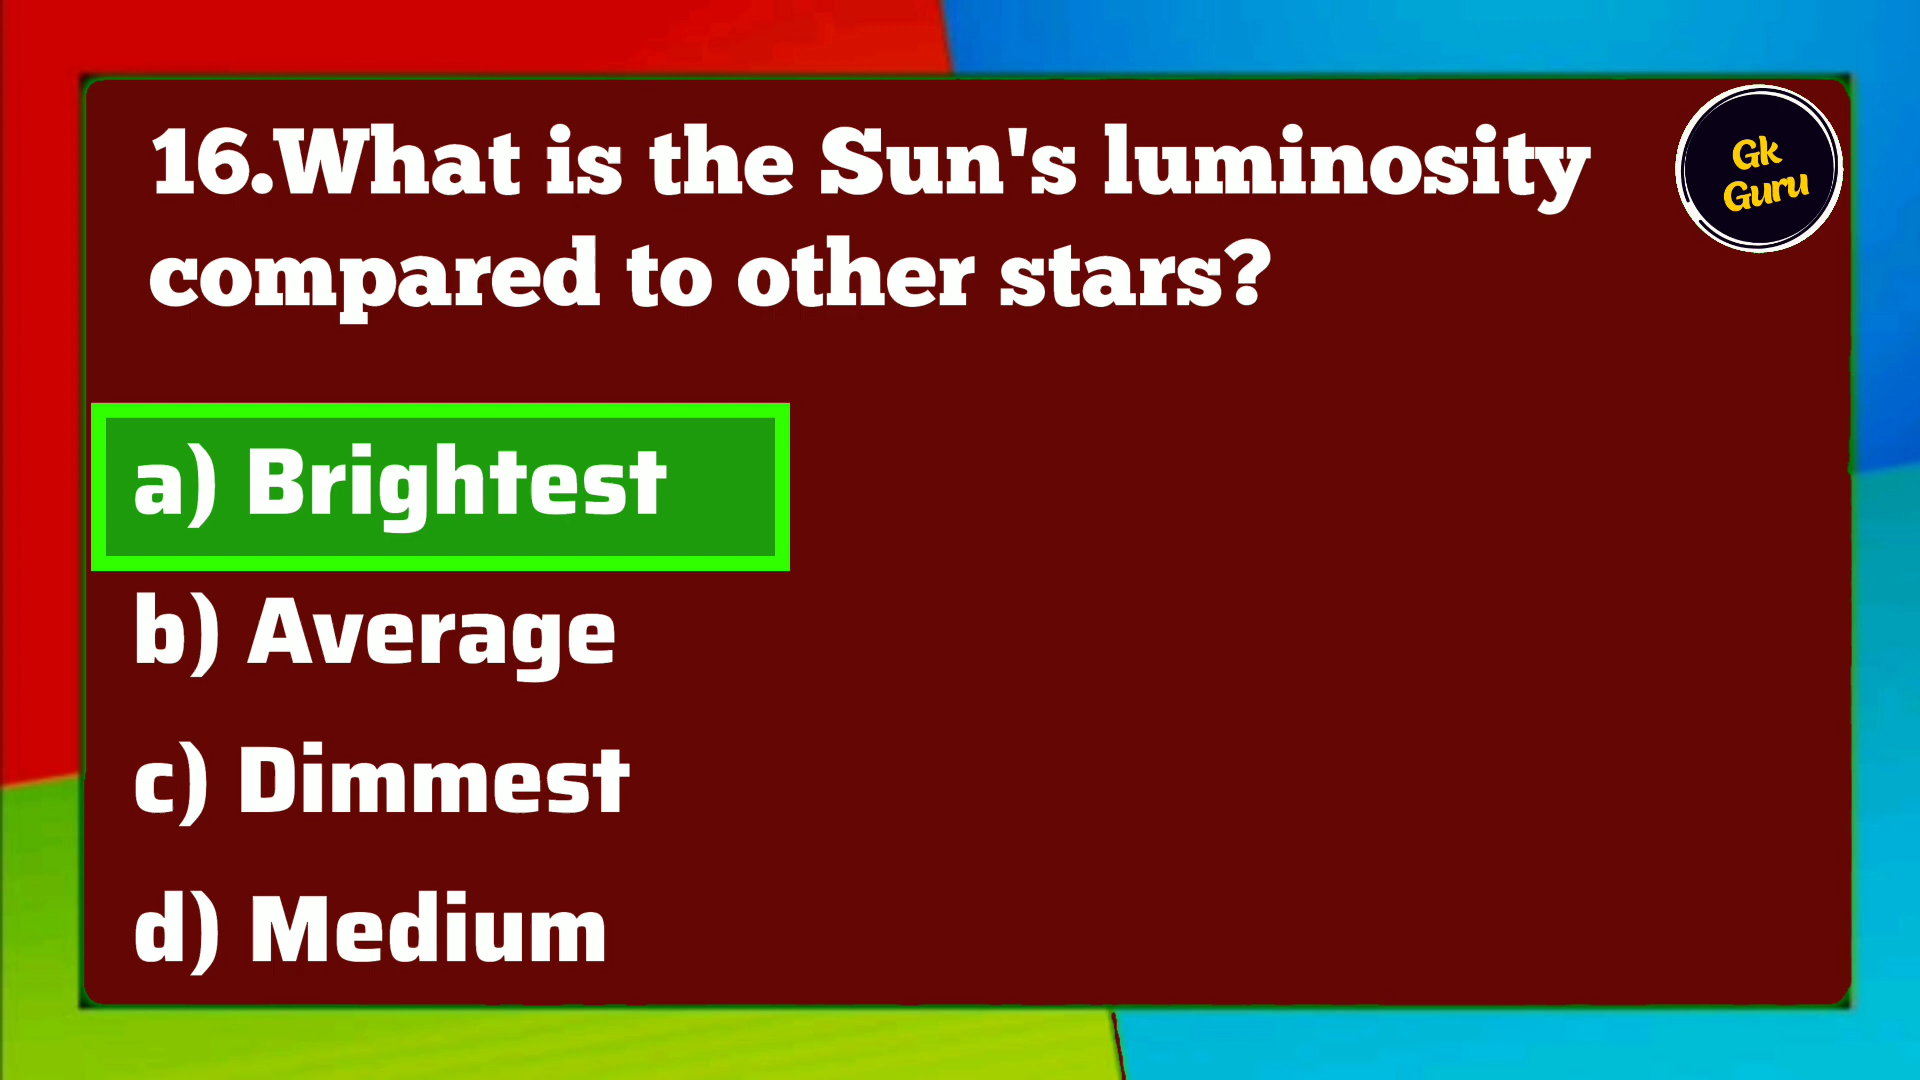 16.What is the Sun's luminosity
compared to other stars?
Gk
Guru
a) Brightest
b) Average
c) Dimmest
d) Medium